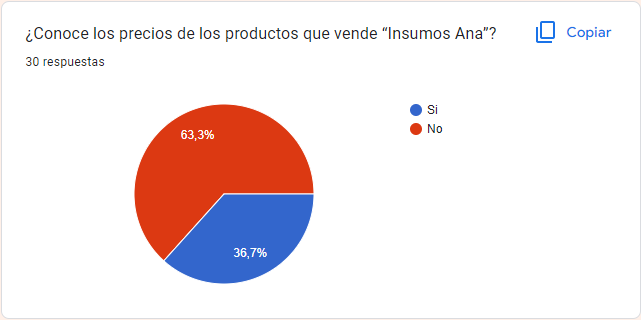 ¿Conoce los precios de los productos que vende “Insumos Ana”?
Copiar
30 respuestas
Si
No
63,3%
36,7%